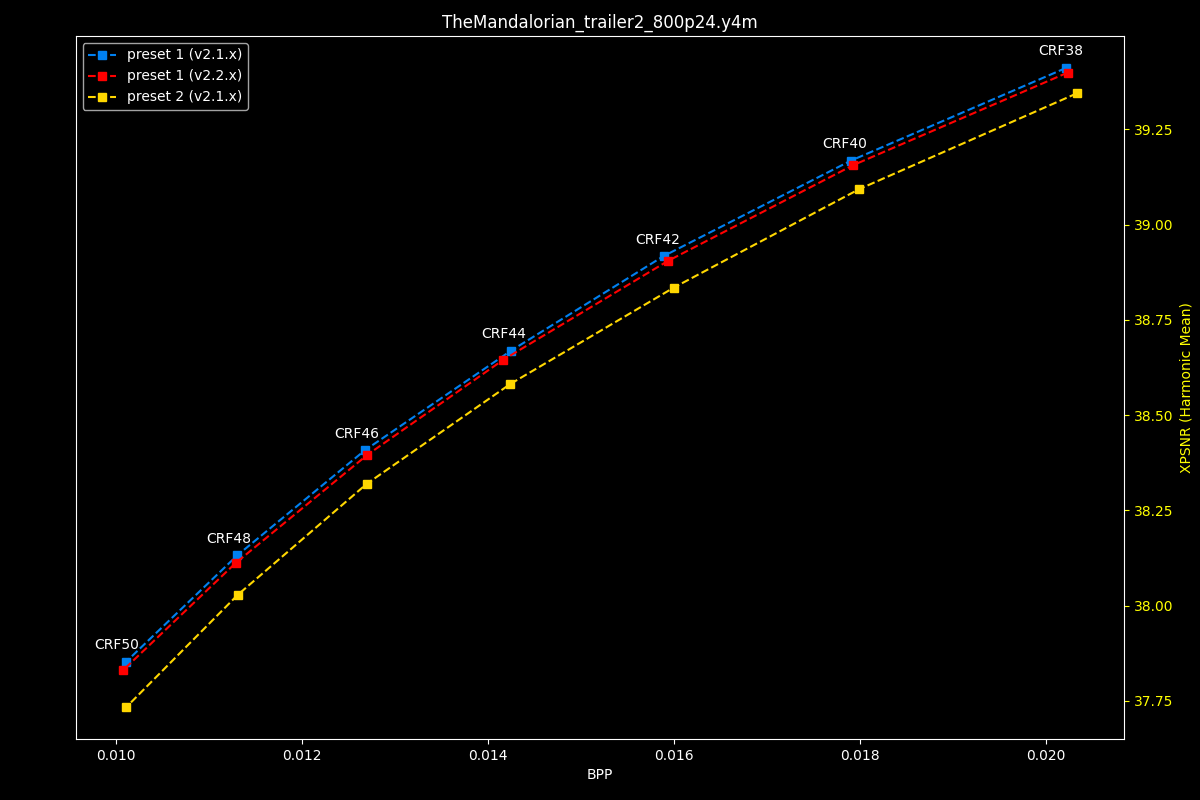 TheMandalorian_trailer2_800p24.y4m
preset 1 (v2.1.x)
preset 1 (v2.2.x)
preset 2 (v2.1.x)
CRF38
CRF40
CRF42
CRF44
CRF46
CRF48
CRF50
39.25
39.00
38.75
38.50
38.25
38.00
37.75
XPSNR (Harmonic Mean)
0.010 0.012 0.014 0.016 0.018 0.020
BPP